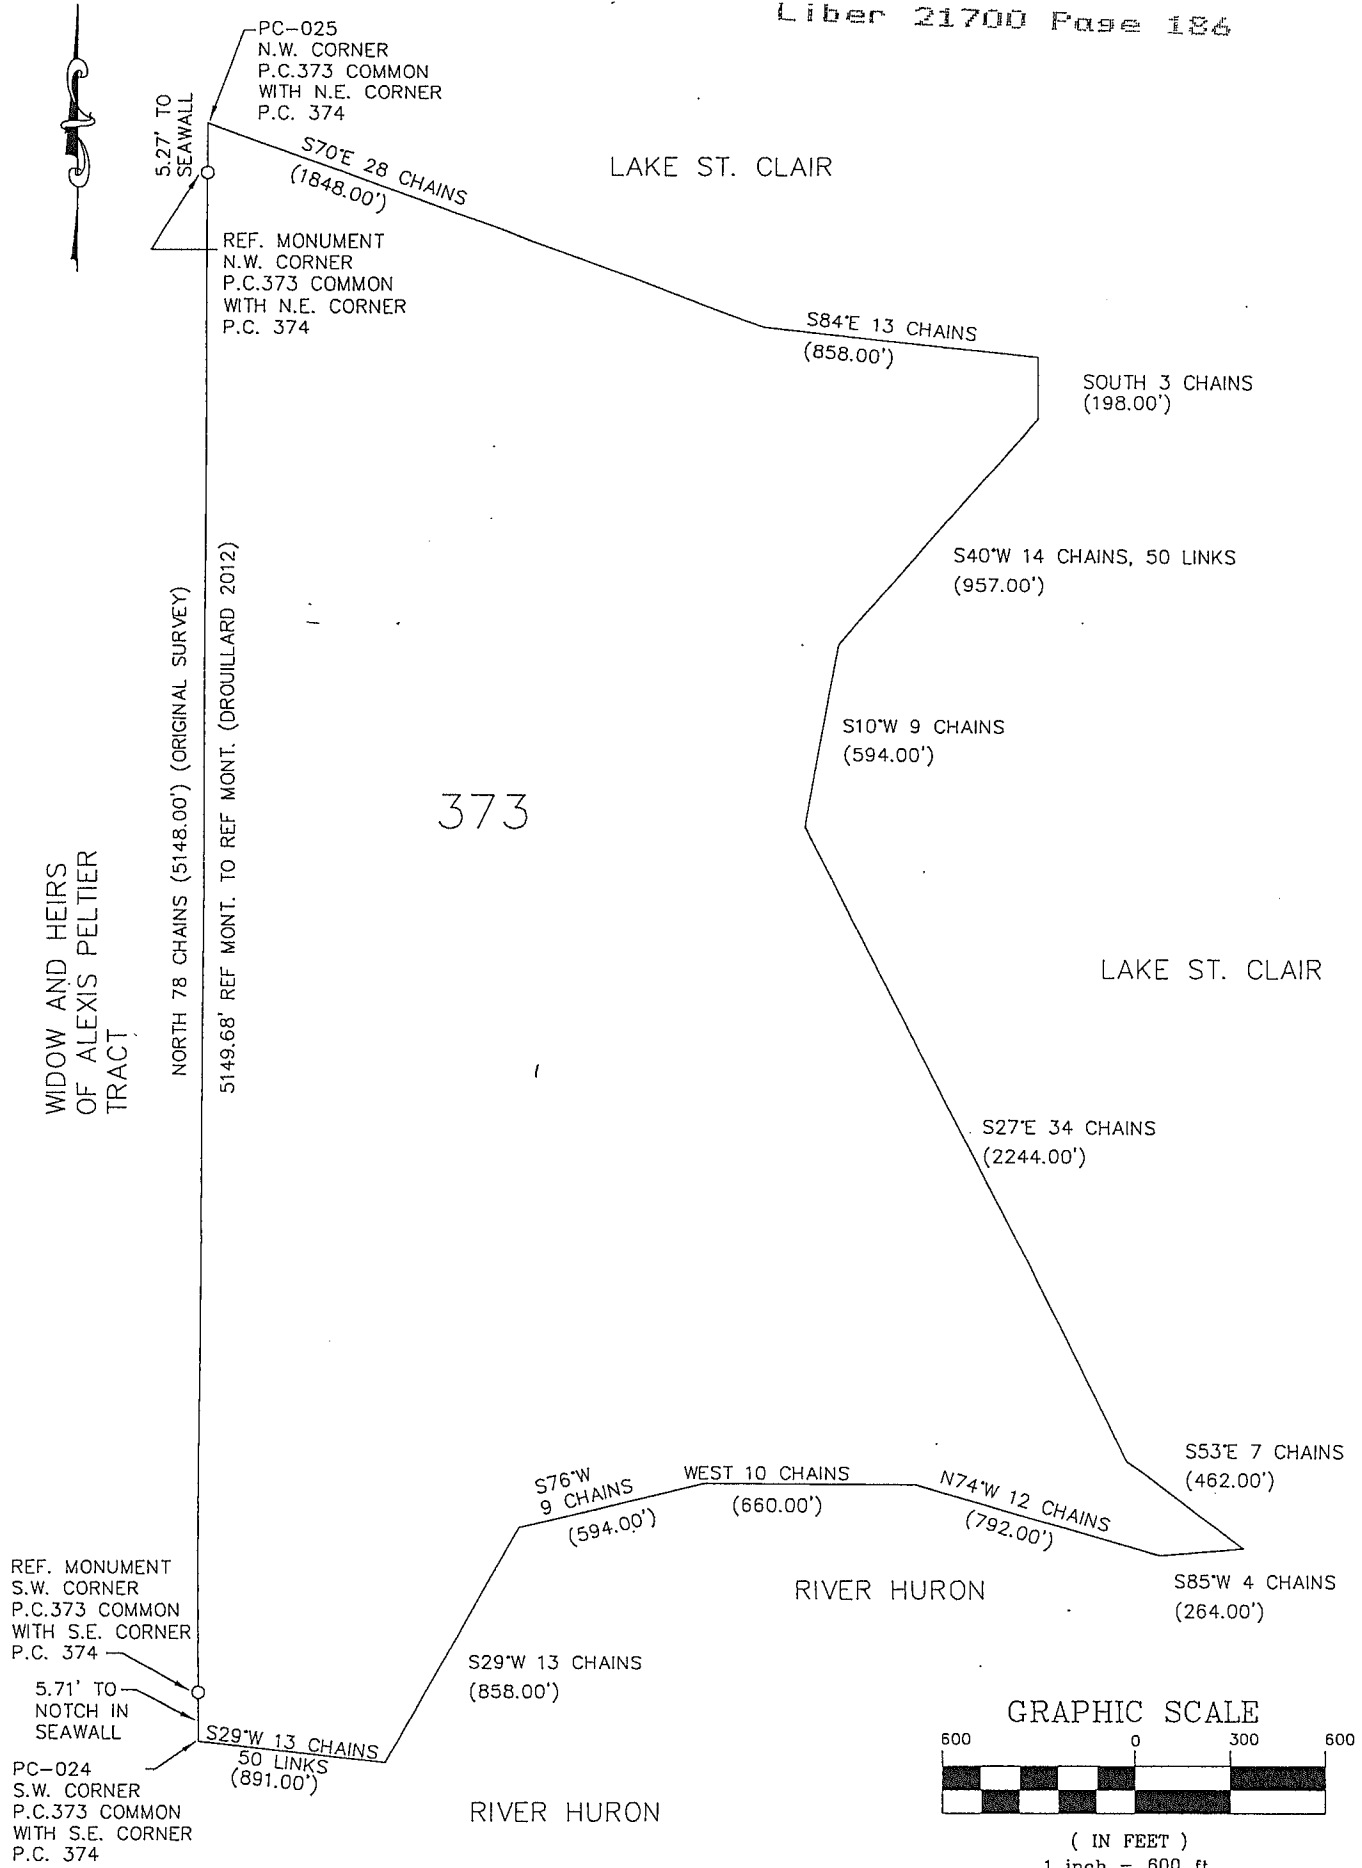 Liber 21700 Page 186
PC-025
N.W. CORNER
P.C.373 COMMON
WITH N.E. CORNER
P.C. 374
5.27' TO
SEAWALL
S70°E 28 CHAINS
(1848.00')
LAKE ST. CLAIR
REF. MONUMENT
N.W. CORNER
P.C.373 COMMON
WITH N.E. CORNER
P.C. 374
S84°E 13 CHAINS
(858.00')
SOUTH 3 CHAINS
(198.00')
S40°W 14 CHAINS, 50 LINKS
(957.00')
NORTH 78 CHAINS (5148.00') (ORIGINAL SURVEY)
5149.68' REF MONT. TO REF MONT. (DROUILLARD 2012)
S10°W 9 CHAINS
(594.00')
373
WIDOW AND HEIRS
OF ALEXIS PELTIER
TRACT
LAKE ST. CLAIR
S27°E 34 CHAINS
(2244.00')
S53°E 7 CHAINS
(462.00')
S76°W
9 CHAINS
(594.00')
WEST 10 CHAINS
(660.00')
N74°W 12 CHAINS
(792.00')
S85°W 4 CHAINS
(264.00')
RIVER HURON
REF. MONUMENT
S.W. CORNER
P.C.373 COMMON
WITH S.E. CORNER
P.C. 374
S29°W 13 CHAINS
(858.00')
5.71' TO
NOTCH IN
SEAWALL
S29°W 13 CHAINS
50 LINKS
(891.00')
PC-024
S.W. CORNER
P.C.373 COMMON
WITH S.E. CORNER
P.C. 374
RIVER HURON
GRAPHIC SCALE
600 0 300 600
( IN FEET )
1 inch = 600 ft.